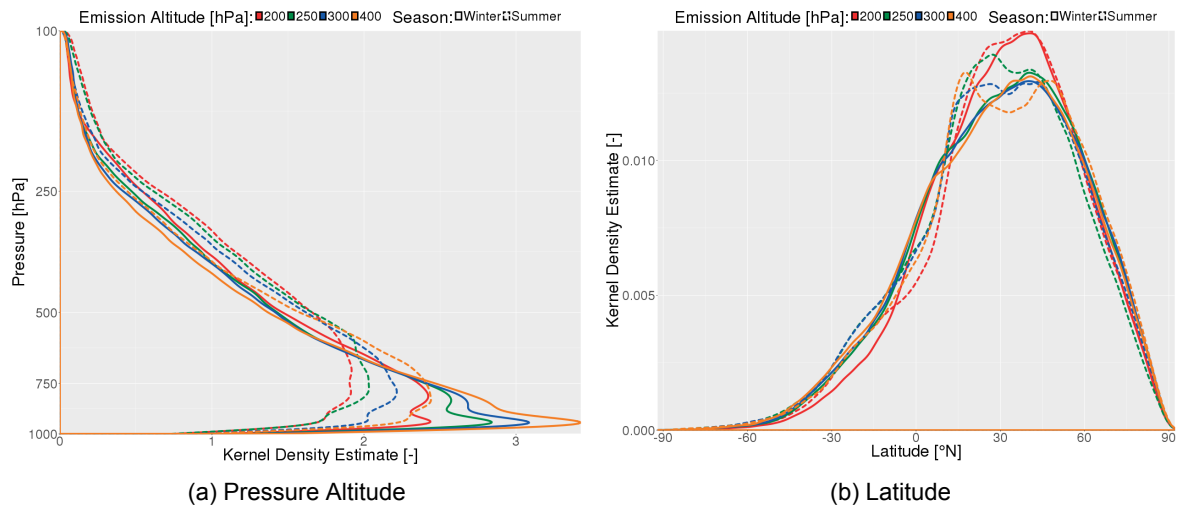 Emission Altitude [hPa]: 200 250 300 400 Season: Winter Summer
100
250
500
750
1000
Pressure [hPa]
0 1 2 3
Kernel Density Estimate [-]
(a) Pressure Altitude
Emission Altitude [hPa]: 200 250 300 400 Season: Winter Summer
0.010
0.005
0.000
Kernel Density Estimate [-]
-90 -60 -30 0 30 60 90
Latitude [°N]
(b) Latitude